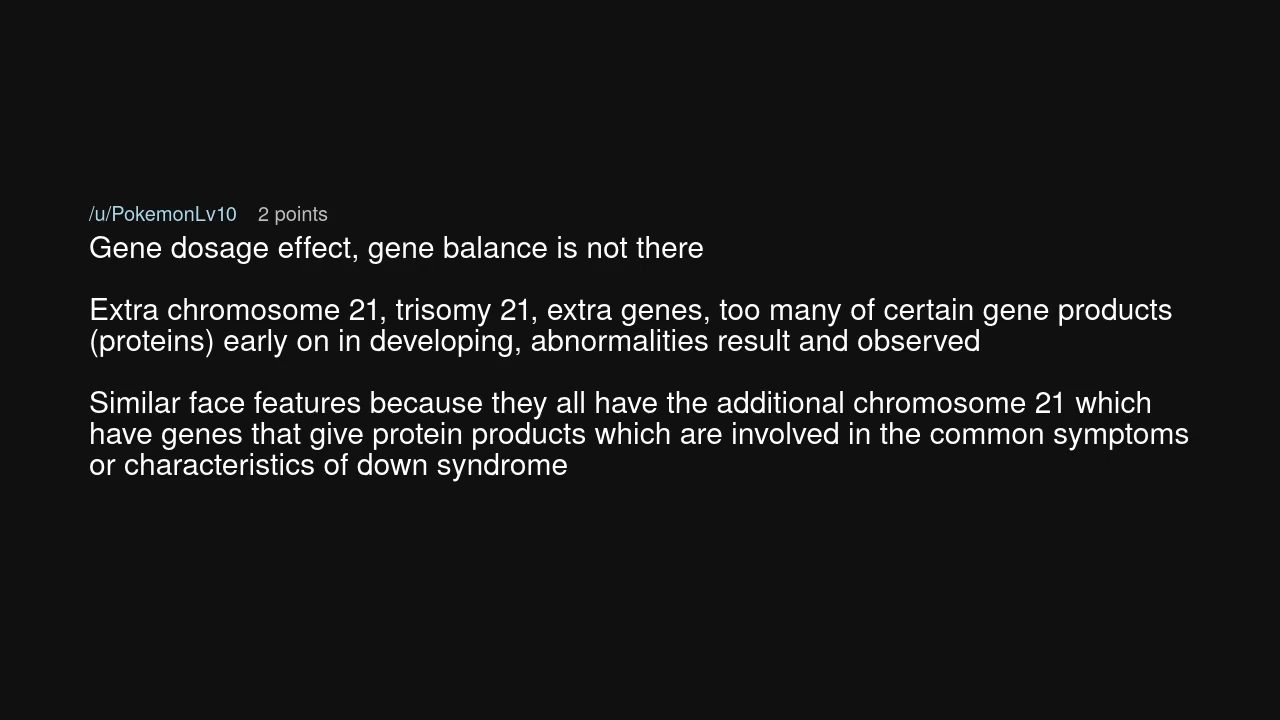 /u/PokemonLv10 2 points
Gene dosage effect, gene balance is not there
Extra chromosome 21, trisomy 21, extra genes, too many of certain gene products
(proteins) early on in developing, abnormalities result and observed
Similar face features because they all have the additional chromosome 21 which
have genes that give protein products which are involved in the common symptoms
or characteristics of down syndrome